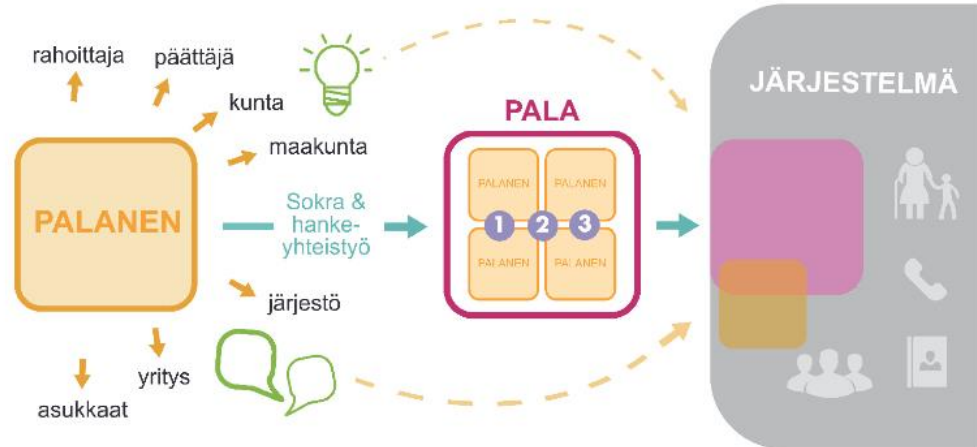 rahoittaja
päättäjä
kunta
maakunta
PALANEN
Sokra &
hanke-
yhteistyö
järjestö
yritys
asukkaat
PALA
PALANEN
PALANEN
1
2
3
PALANEN
PALANEN
JÄRJESTELMÄ